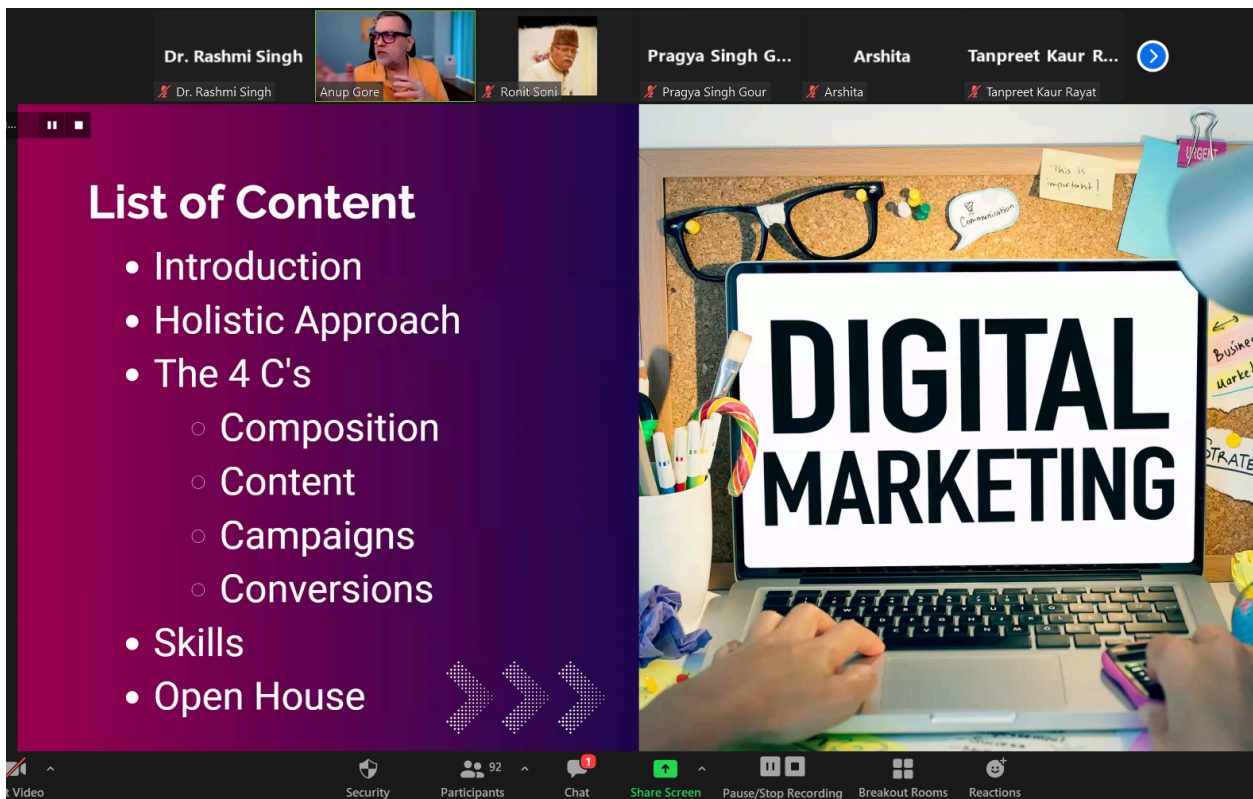 Dr. Rashmi Singh
Pragya Singh G...
Arshita
Tanpreet Kaur R...
Dr. Rashmi Singh
Anup Gore
Ronit Soni
Pragya Singh Gour
Arshita
Tanpreet Kaur Rayat
...
List of Content
• Introduction
• Holistic Approach
• The 4 C's
○ Composition
○ Content
○ Campaigns
○ Conversions
• Skills
• Open House
URGENT
This is
important!
Communication
DIGITAL
MARKETING
92
1
t Video
Security
Participants
Chat
Share Screen
Pause/Stop Recording
Breakout Rooms
Reactions